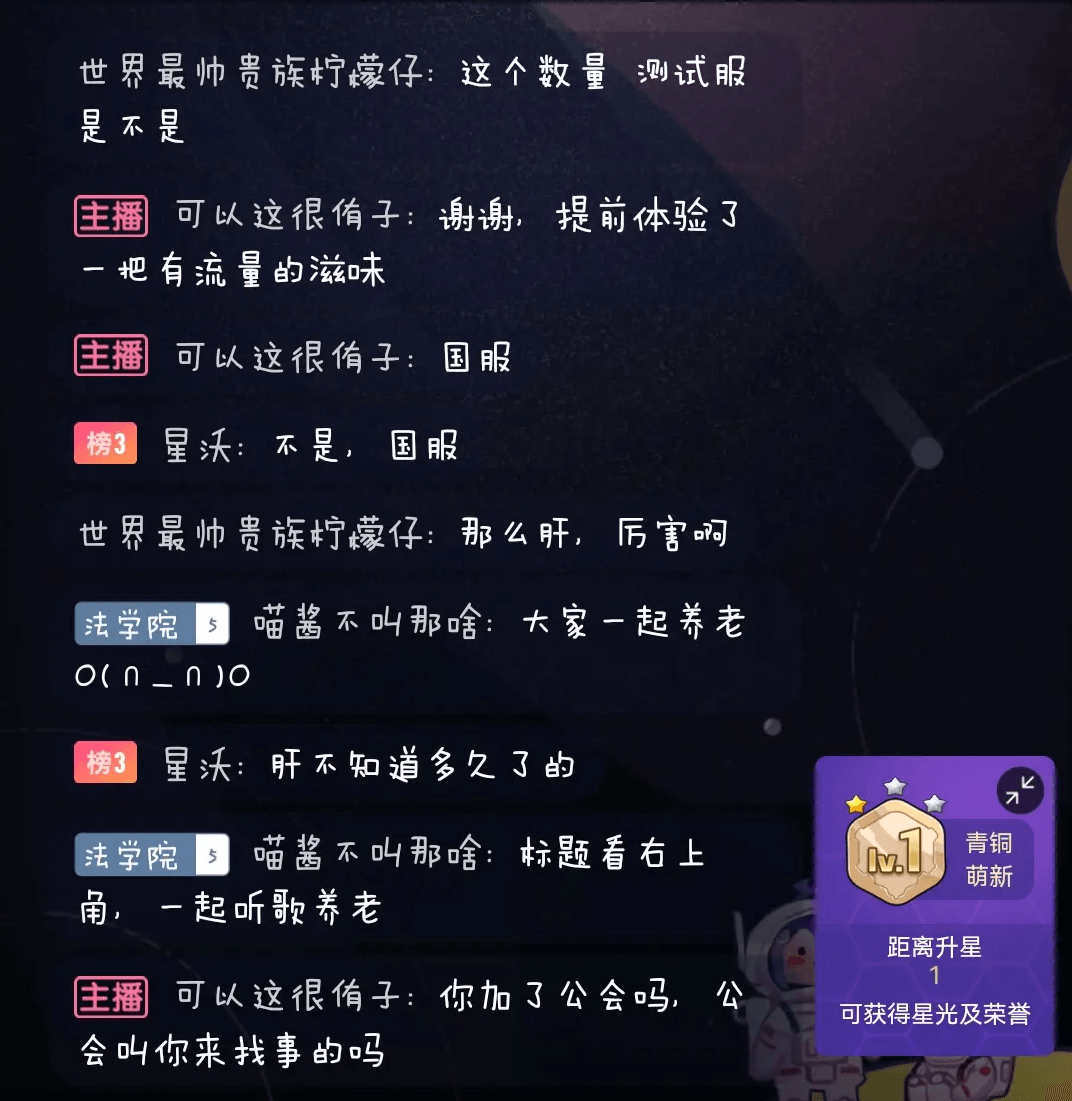 世界最帅贵族柠檬仔：这个数量 测试服
是不是
主播 可以这很侑子：谢谢，提前体验了
一把有流量的滋味
主播 可以这很侑子：国服
榜3 星沃：不是，国服
世界最帅贵族柠檬仔：那么肝，厉害啊
法学院 5 喵酱不叫那啥：大家一起养老
O(∩_∩)O
榜3 星沃：肝不知道多久了的
法学院 5 喵酱不叫那啥：标题看右上
角，一起听歌养老
主播 可以这很侑子：你加了公会吗，公
会叫你来找事的吗
lv.1
青铜
萌新
距离升星
1
可获得星光及荣誉